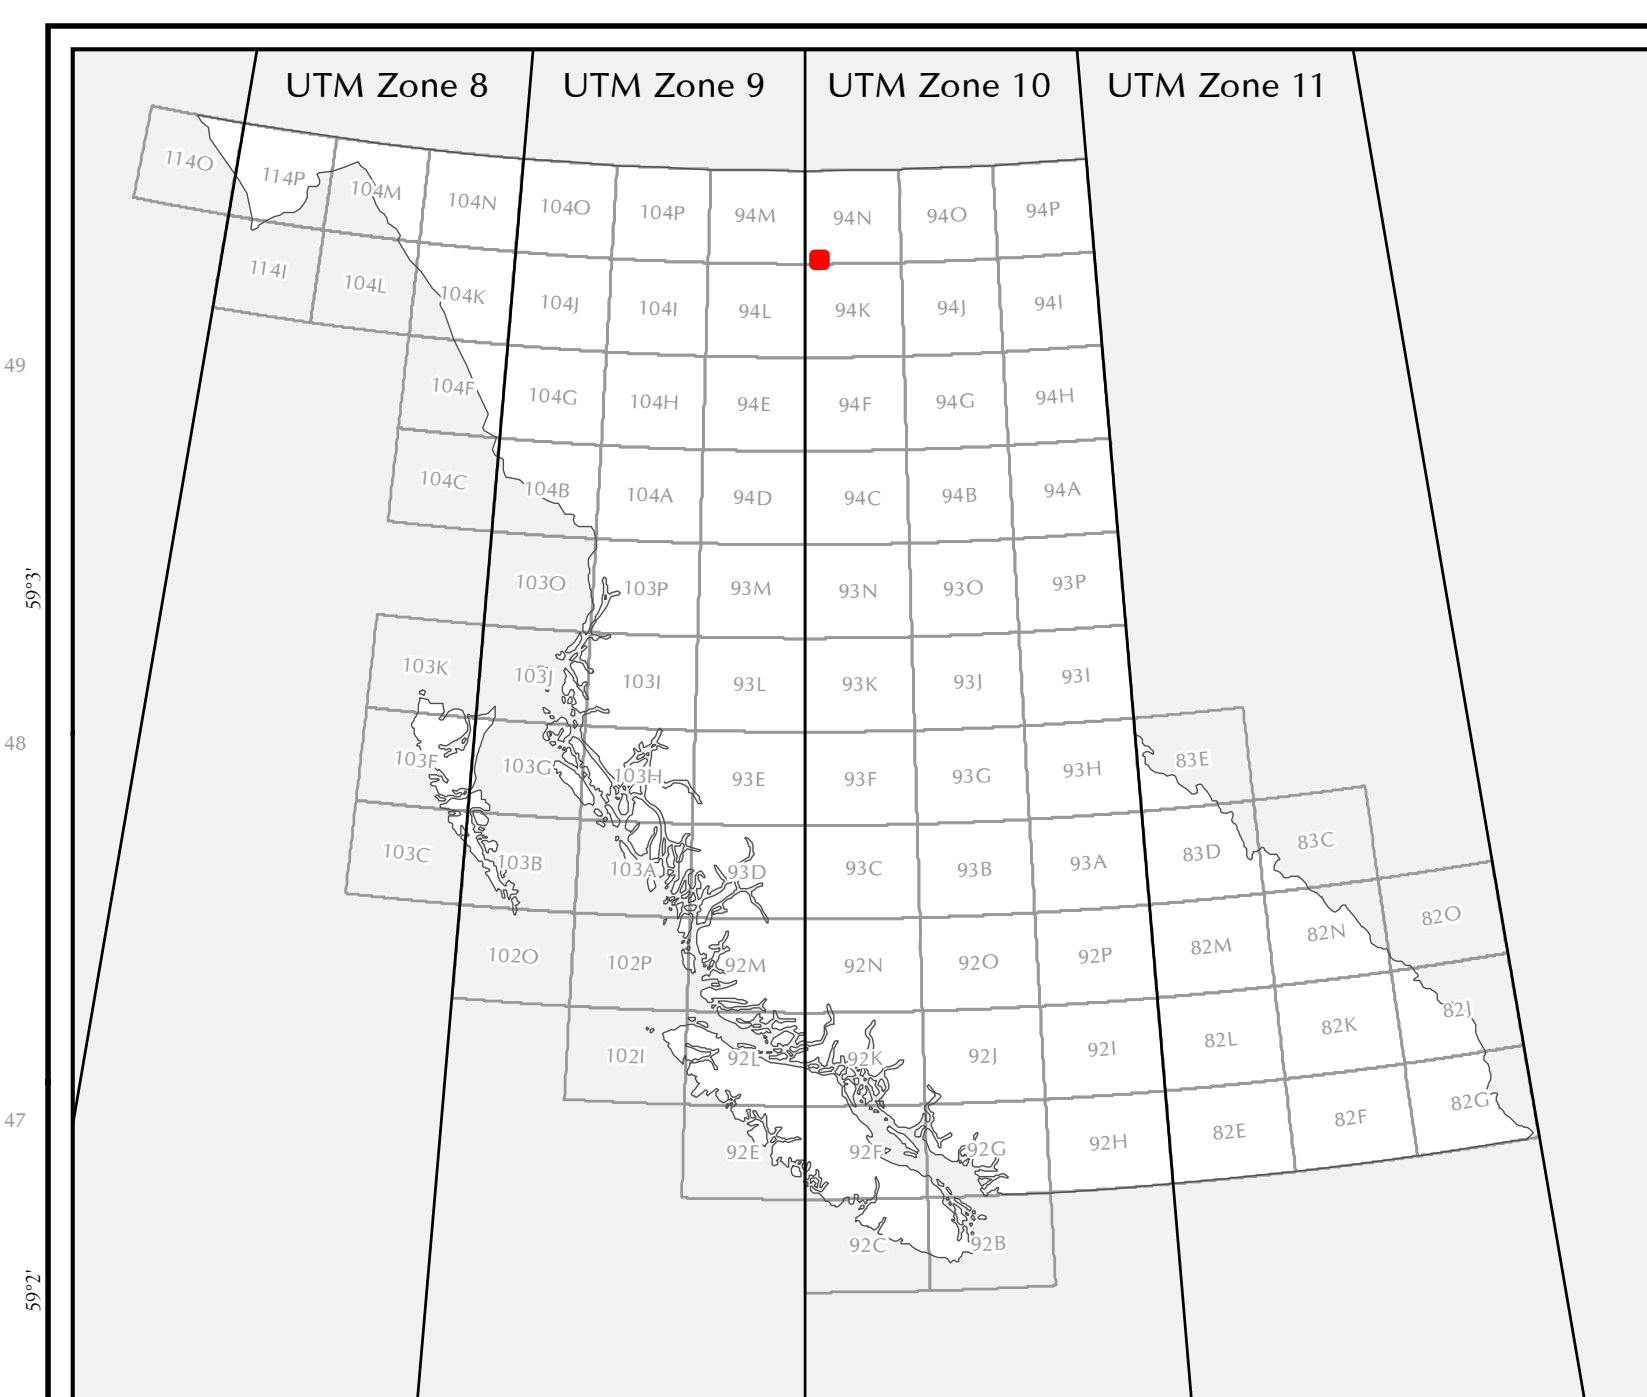 UTM Zone 8 UTM Zone 9 UTM Zone 10 UTM Zone 11
114O 114P 104M 104N 104O 104P 94M 94N 94O 94P
114I 104L 104K 104J 104I 94L 94K 94J 94I
49
104F 104G 104H 94E 94F 94G 94H
104C 104B 104A 94D 94C 94B 94A
59°3'
103O 103P 93M 93N 93O 93P
103K 103J 103I 93L 93K 93J 93I
48
103F 103G 103H 93E 93F 93G 93H 83E
103C 103B 103A 93D 93C 93B 93A 83D 83C
102O 102P 92M 92N 92O 92P 82M 82N 82O
102I 92L 92K 92J 92I 82L 82K 82J
47
92E 92F 92G 92H 82E 82F 82G
92C 92B
59°2'